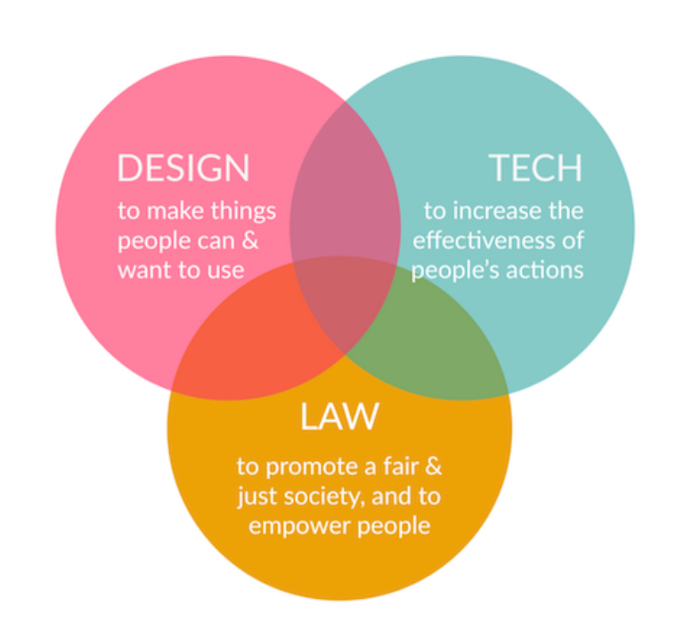 DESIGN
to make things
people can &
want to use
TECH
to increase the
effectiveness of
people’s actions
LAW
to promote a fair &
just society, and to
empower people